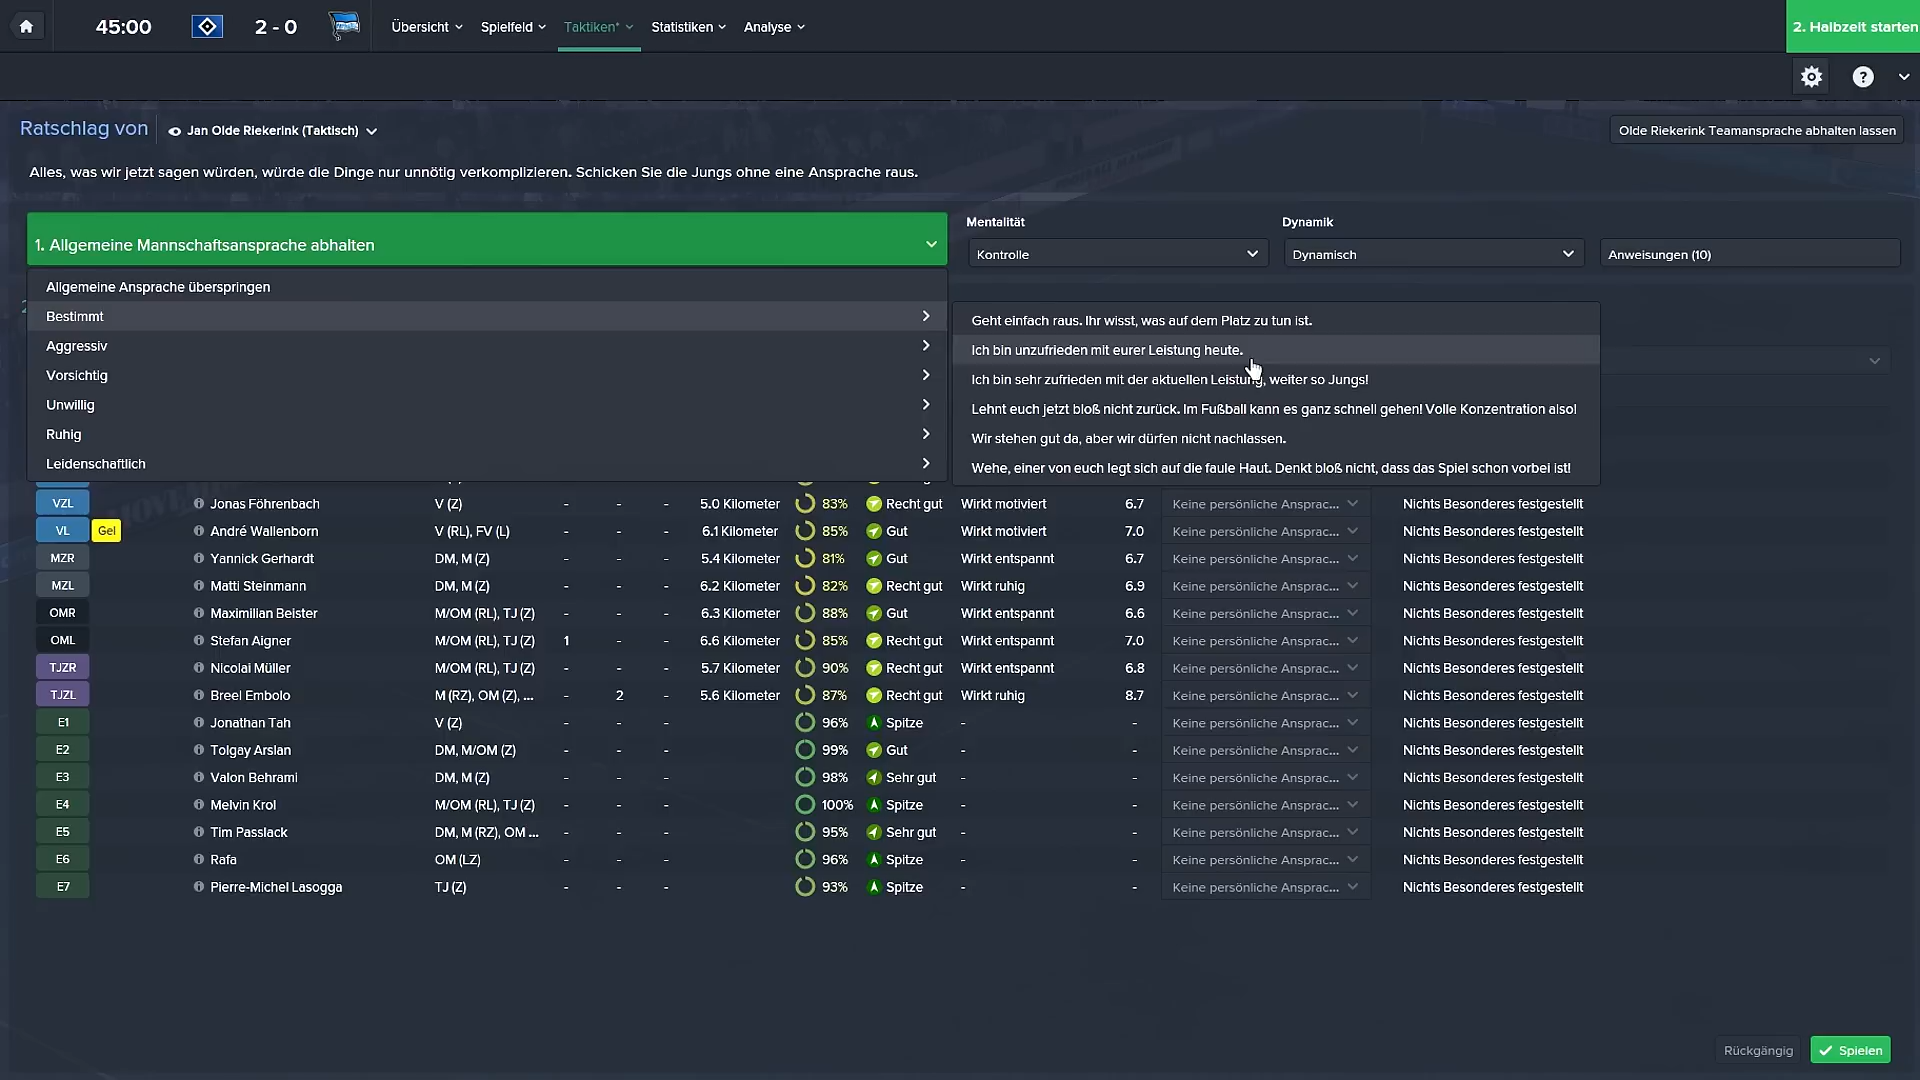 45:00 2 - 0 Übersicht Spielfeld Taktiken* Statistiken Analyse 2. Halbzeit starten
?
Ratschlag von Jan Olde Riekerink (Taktisch) Olde Riekerink Teamansprache abhalten lassen
Alles, was wir jetzt sagen würden, würde die Dinge nur unnötig verkomplizieren. Schicken Sie die Jungs ohne eine Ansprache raus.
Mentalität Dynamik
1. Allgemeine Mannschaftsansprache abhalten Kontrolle Dynamisch Anweisungen (10)
Allgemeine Ansprache überspringen
Bestimmt
Aggressiv
Vorsichtig
Unwillig
Ruhig
Leidenschaftlich
Geht einfach raus. Ihr wisst, was auf dem Platz zu tun ist.
Ich bin unzufrieden mit eurer Leistung heute.
Ich bin sehr zufrieden mit der aktuellen Leistung, weiter so Jungs!
Lehnt euch jetzt bloß nicht zurück. Im Fußball kann es ganz schnell gehen! Volle Konzentration also!
Wir stehen gut da, aber wir dürfen nicht nachlassen.
Wehe, einer von euch legt sich auf die faule Haut. Denkt bloß nicht, dass das Spiel schon vorbei ist!
VZL Jonas Föhrenbach V (Z) - - - 5.0 Kilometer 83% Recht gut Wirkt motiviert 6.7 Keine persönliche Ansprac... Nichts Besonderes festgestellt
VL Gel André Wallenborn V (RL), FV (L) - - - 6.1 Kilometer 85% Gut Wirkt motiviert 7.0 Keine persönliche Ansprac... Nichts Besonderes festgestellt
MZR Yannick Gerhardt DM, M (Z) - - - 5.4 Kilometer 81% Gut Wirkt entspannt 6.7 Keine persönliche Ansprac... Nichts Besonderes festgestellt
MZL Matti Steinmann DM, M (Z) - - - 6.2 Kilometer 82% Recht gut Wirkt ruhig 6.9 Keine persönliche Ansprac... Nichts Besonderes festgestellt
OMR Maximilian Beister M/OM (RL), TJ (Z) - - - 6.3 Kilometer 88% Gut Wirkt entspannt 6.6 Keine persönliche Ansprac... Nichts Besonderes festgestellt
OML Stefan Aigner M/OM (RL), TJ (Z) 1 - - 6.6 Kilometer 85% Recht gut Wirkt entspannt 7.0 Keine persönliche Ansprac... Nichts Besonderes festgestellt
TJZR Nicolai Müller M/OM (RL), TJ (Z) - - - 5.7 Kilometer 90% Recht gut Wirkt entspannt 6.8 Keine persönliche Ansprac... Nichts Besonderes festgestellt
TJZL Breel Embolo M (RZ), OM (Z), ... - 2 - 5.6 Kilometer 87% Recht gut Wirkt ruhig 8.7 Keine persönliche Ansprac... Nichts Besonderes festgestellt
E1 Jonathan Tah V (Z) - - - 96% Spitze - - Keine persönliche Ansprac... Nichts Besonderes festgestellt
E2 Tolgay Arslan DM, M/OM (Z) - - - 99% Gut - - Keine persönliche Ansprac... Nichts Besonderes festgestellt
E3 Valon Behrami DM, M (Z) - - - 98% Sehr gut - - Keine persönliche Ansprac... Nichts Besonderes festgestellt
E4 Melvin Krol M/OM (RL), TJ (Z) - - - 100% Spitze - - Keine persönliche Ansprac... Nichts Besonderes festgestellt
E5 Tim Passlack DM, M (RZ), OM ... - - - 95% Sehr gut - - Keine persönliche Ansprac... Nichts Besonderes festgestellt
E6 Rafa OM (LZ) - - - 96% Spitze - - Keine persönliche Ansprac... Nichts Besonderes festgestellt
E7 Pierre-Michel Lasogga TJ (Z) - - - 93% Spitze - - Keine persönliche Ansprac... Nichts Besonderes festgestellt
Rückgängig Spielen